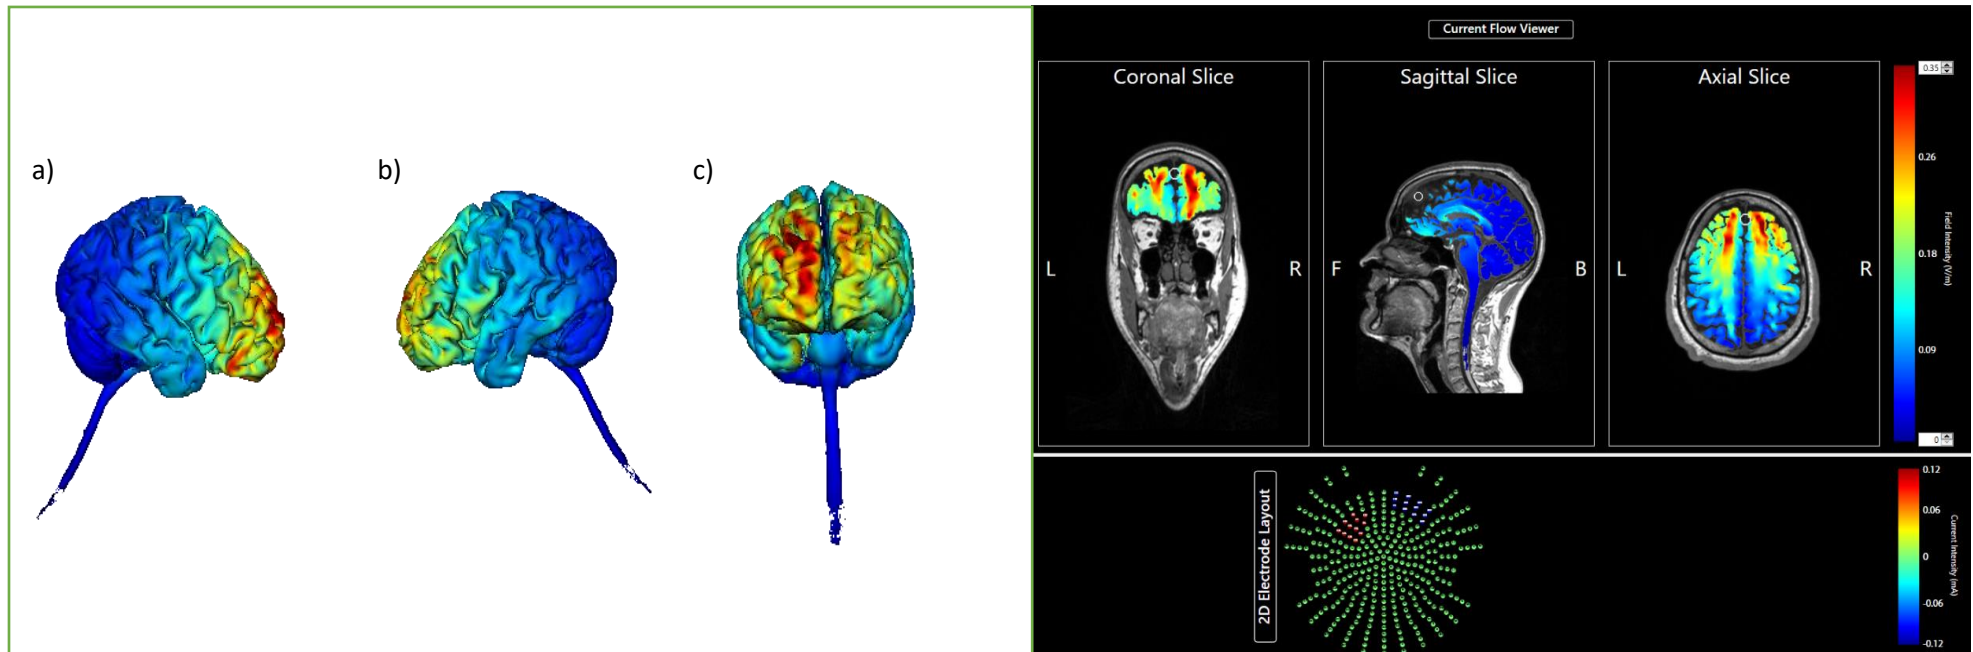 a)
b)
c)
Current Flow Viewer
Coronal Slice
Sagittal Slice
Axial Slice
L
R
F
B
L
R
0.35
0.26
0.18
0.09
0
Field Intensity (V/m)
2D Electrode Layout
0.12
0.06
0
-0.06
-0.12
Current Intensity (mA)